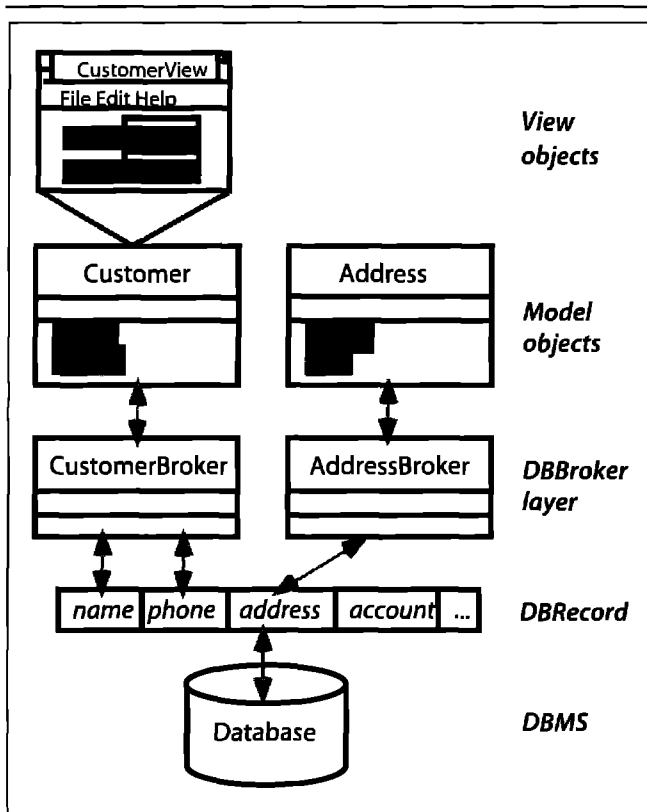 CustomerView
File Edit Help
View
objects
Customer
Address
Model
objects
CustomerBroker
AddressBroker
DBBroker
layer
name phone address account ...
DBRecord
Database
DBMS